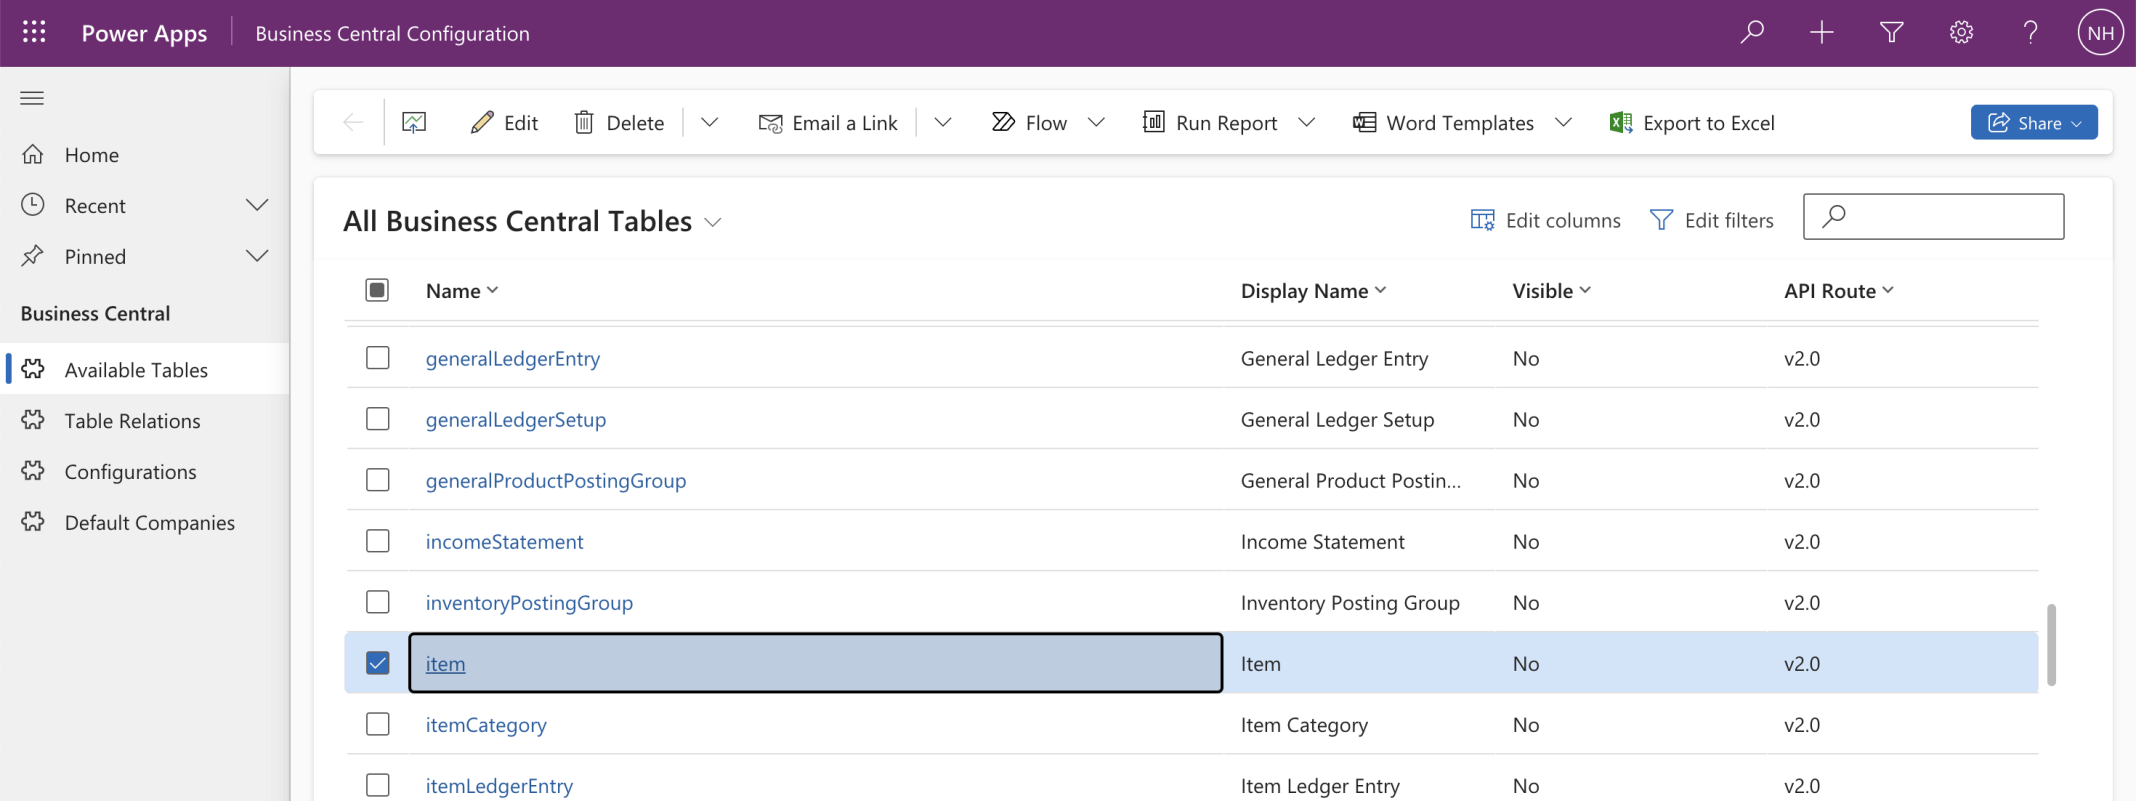 Power Apps
Business Central Configuration
NH
Edit
Delete
Email a Link
Flow
Run Report
Word Templates
Export to Excel
Share
Home
Recent
Pinned
Business Central
Available Tables
Table Relations
Configurations
Default Companies
All Business Central Tables
Edit columns
Edit filters
Name Display Name Visible API Route
generalLedgerEntry General Ledger Entry No v2.0
generalLedgerSetup General Ledger Setup No v2.0
generalProductPostingGroup General Product Postin... No v2.0
incomeStatement Income Statement No v2.0
inventoryPostingGroup Inventory Posting Group No v2.0
item Item No v2.0
itemCategory Item Category No v2.0
itemLedgerEntry Item Ledger Entry No v2.0